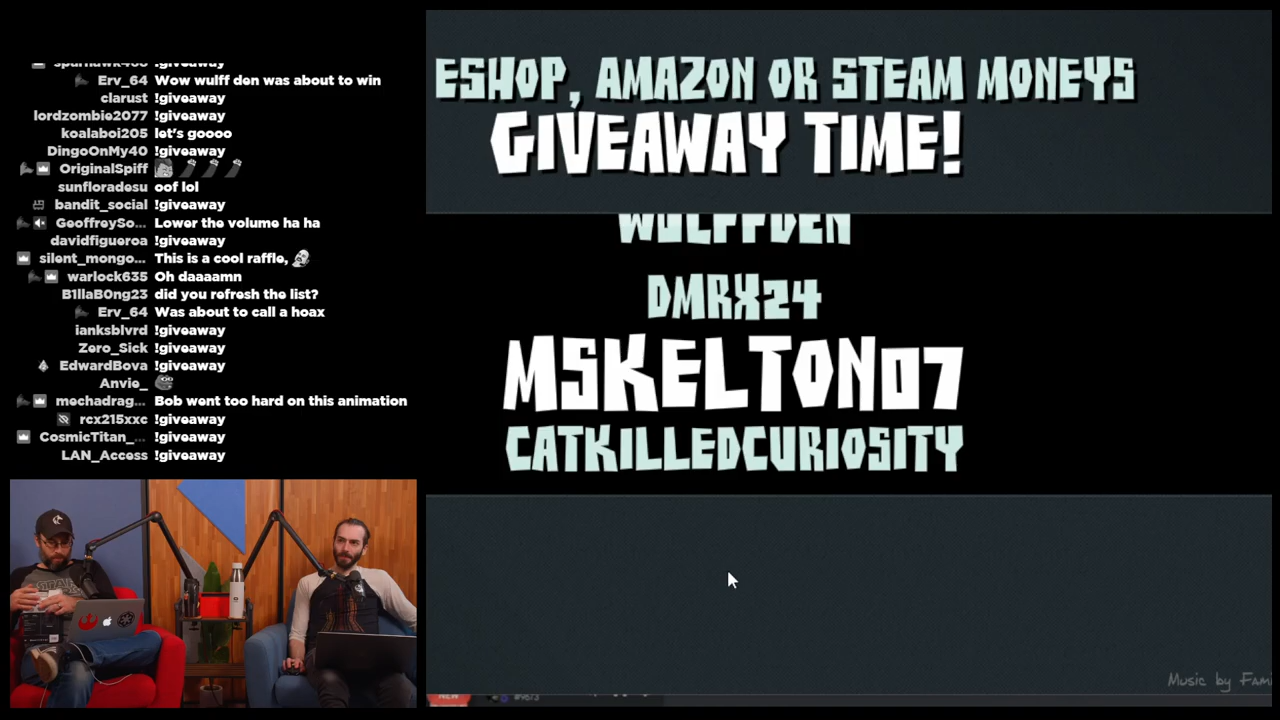 sparhawk468 !giveaway
Erv_64 Wow wulff den was about to win
clarust !giveaway
lordzombie2077 !giveaway
koalaboi205 let's goooo
DingoOnMy40 !giveaway
OriginalSpiff
sunfloradesu oof lol
bandit_social !giveaway
GeoffreySo... Lower the volume ha ha
davidfigueroa !giveaway
silent_mongo... This is a cool raffle,
warlock635 Oh daaaamn
B1llaB0ng23 did you refresh the list?
Erv_64 Was about to call a hoax
ianksblvrd !giveaway
Zero_Sick !giveaway
EdwardBova !giveaway
Anvie_
mechadrag... Bob went too hard on this animation
rcx215xxc !giveaway
CosmicTitan_... !giveaway
LAN_Access !giveaway
ESHOP, AMAZON OR STEAM MONEYS
GIVEAWAY TIME!
WULFFDEN
DMRX24
MSKELTON07
CATKILLEDCURIOSITY
Music by Fami
NEW